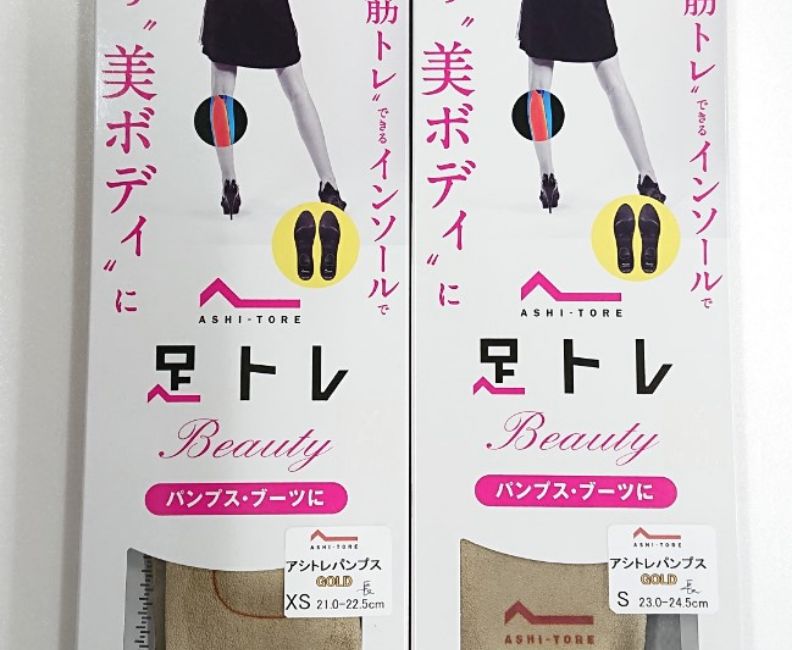 筋トレ〟できるインソールで
〝美ボディ〟に
ASHI-TORE
足トレ
Beauty
パンプス・ブーツに
ASHI-TORE
アシトレパンプス
GOLD
XS 21.0-22.5cm
筋トレ〟できるインソールで
〝美ボディ〟に
ASHI-TORE
足トレ
Beauty
パンプス・ブーツに
ASHI-TORE
アシトレパンプス
GOLD
S 23.0-24.5cm
ASHI-TORE